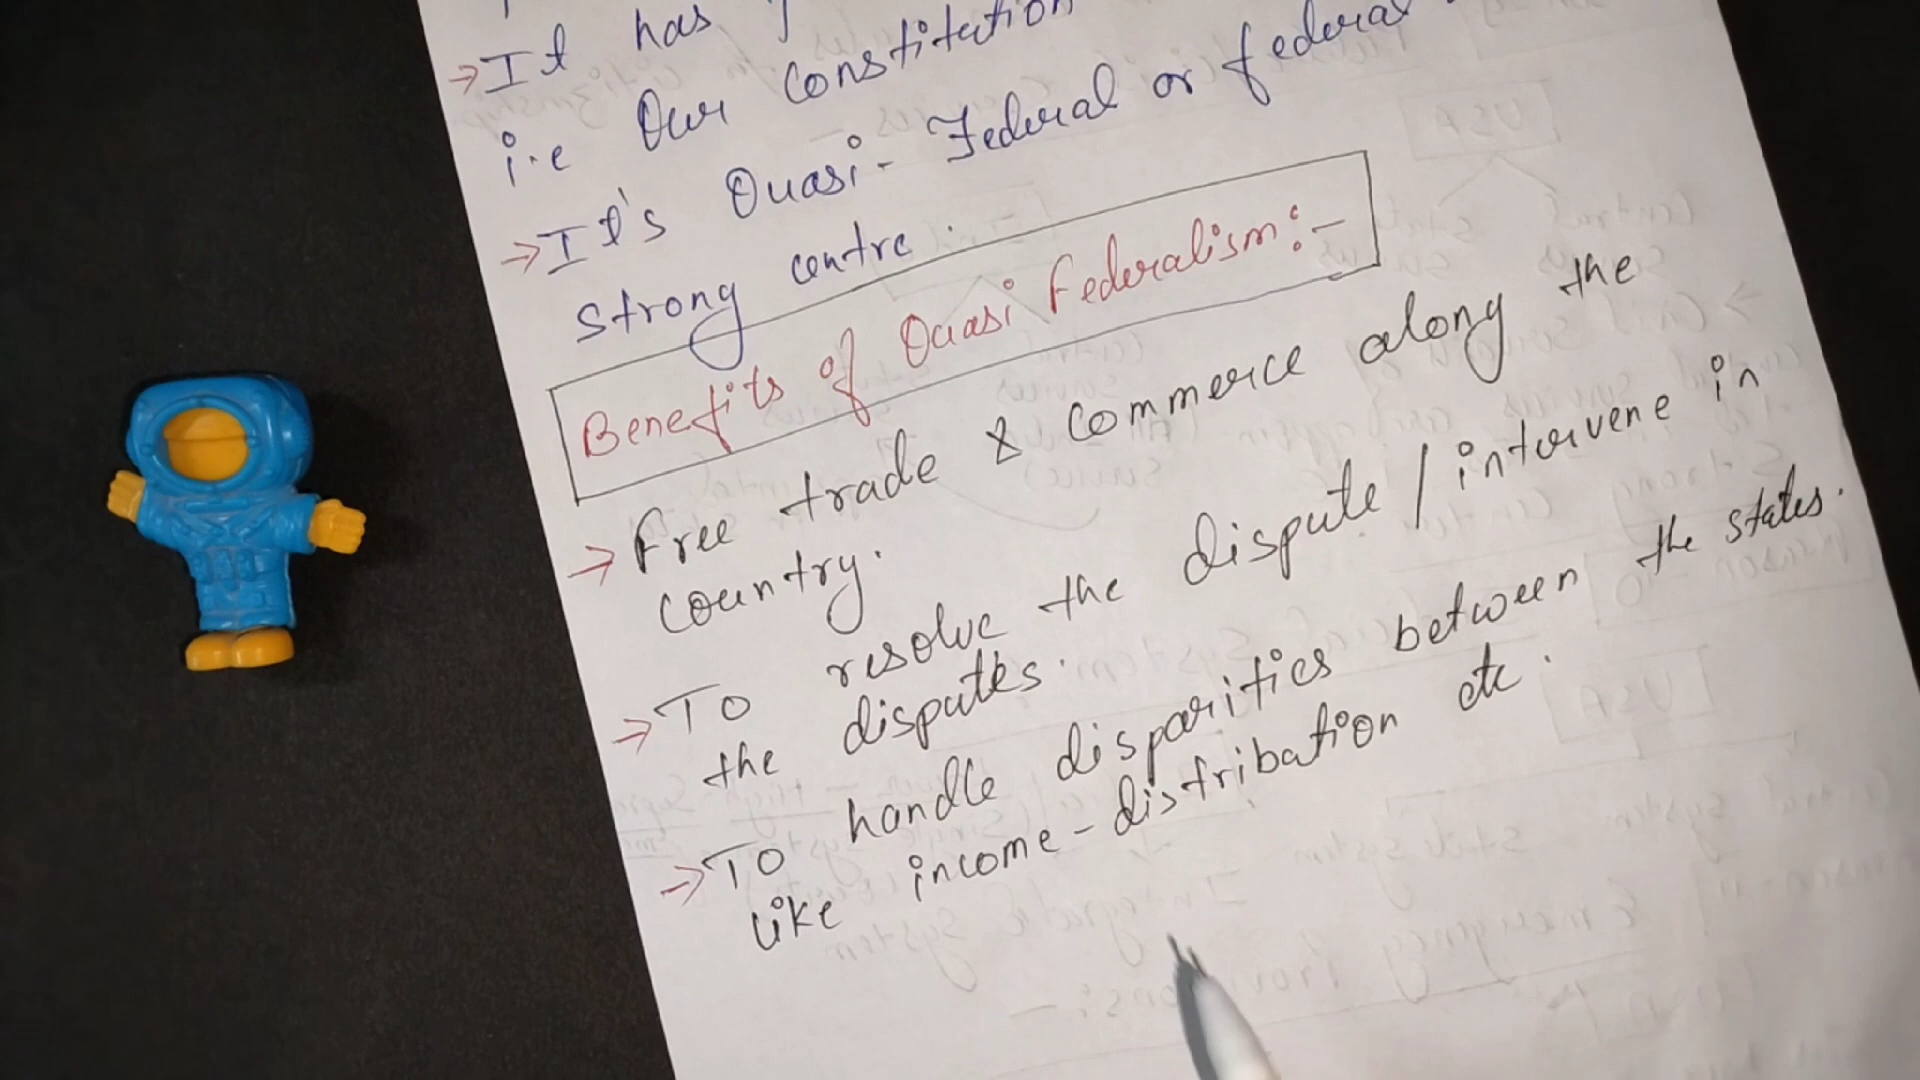 → It has
i.e Our Constitution
→ It's Quasi- Federal or federal
strong centre.
Benefits of Quasi Federalism:-
→ Free trade & Commerce along the
country.
→ To resolve the dispute / intervene in
the disputes.
→ To handle disparities between the states.
like income-distribation etc.